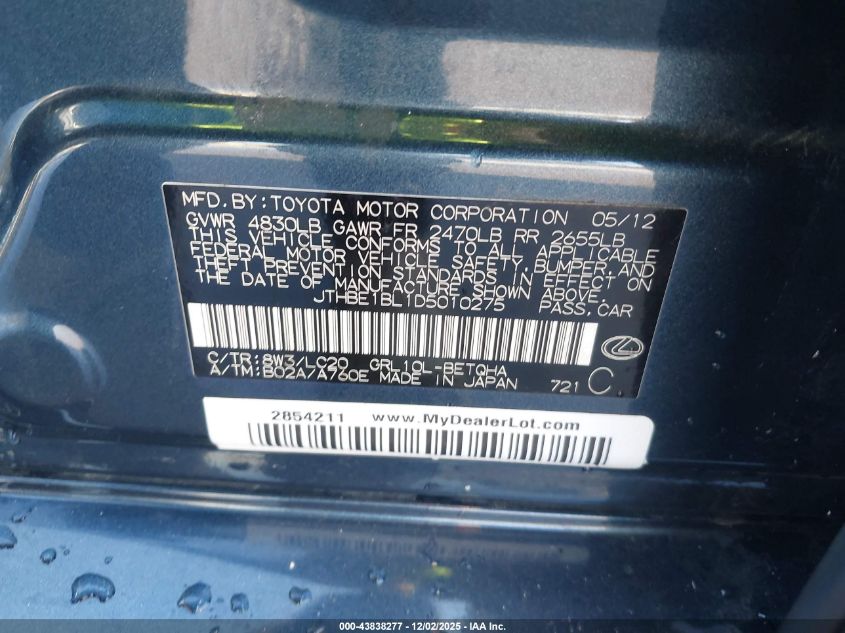 MFD. BY: TOYOTA MOTOR CORPORATION 05/12
GVWR 4830LB GAWR FR 2470LB RR 2655LB
THIS VEHICLE CONFORMS TO ALL APPLICABLE
FEDERAL MOTOR VEHICLE SAFETY, BUMPER, AND
THEFT PREVENTION STANDARDS IN EFFECT ON
THE DATE OF MANUFACTURE SHOWN ABOVE.
JTHBE1BL1D5010275 PASS. CAR
C/TR: 8W3/LC20 GRL10L-BETQHA
A/TM: B02A/A760E MADE IN JAPAN 721 C
2854211 www.MyDealerLot.com
000-43838277 - 12/02/2025 - IAA Inc.